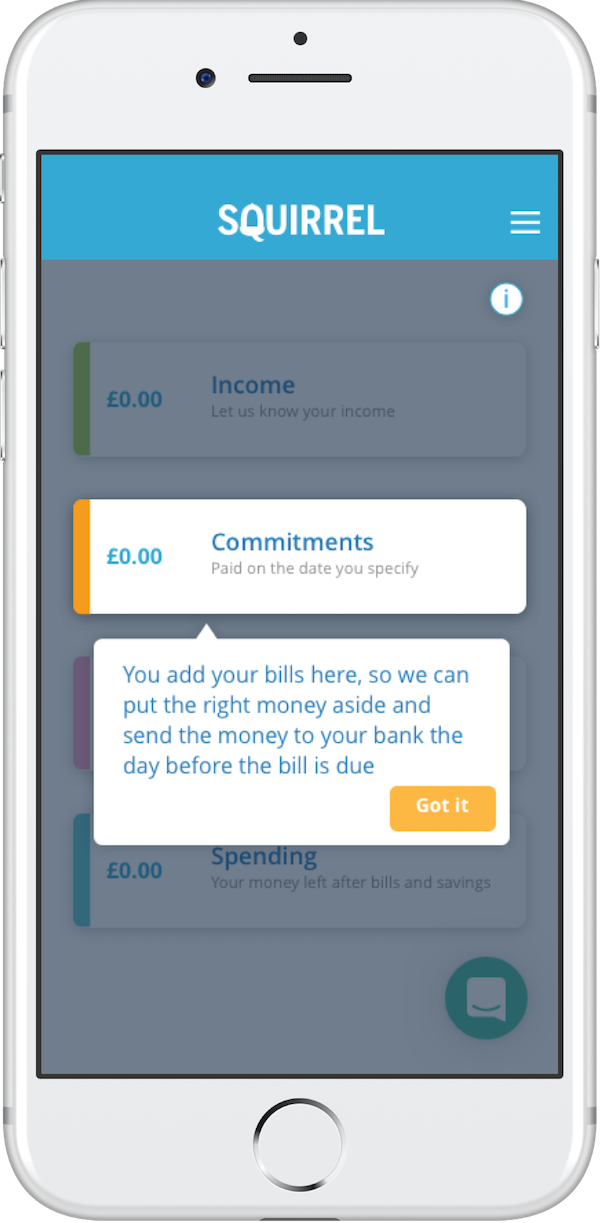 SQUIRREL
i
£0.00
Income
Let us know your income
£0.00
Commitments
Paid on the date you specify
You add your bills here, so we can
put the right money aside and
send the money to your bank the
day before the bill is due
Got it
£0.00
Spending
Your money left after bills and savings